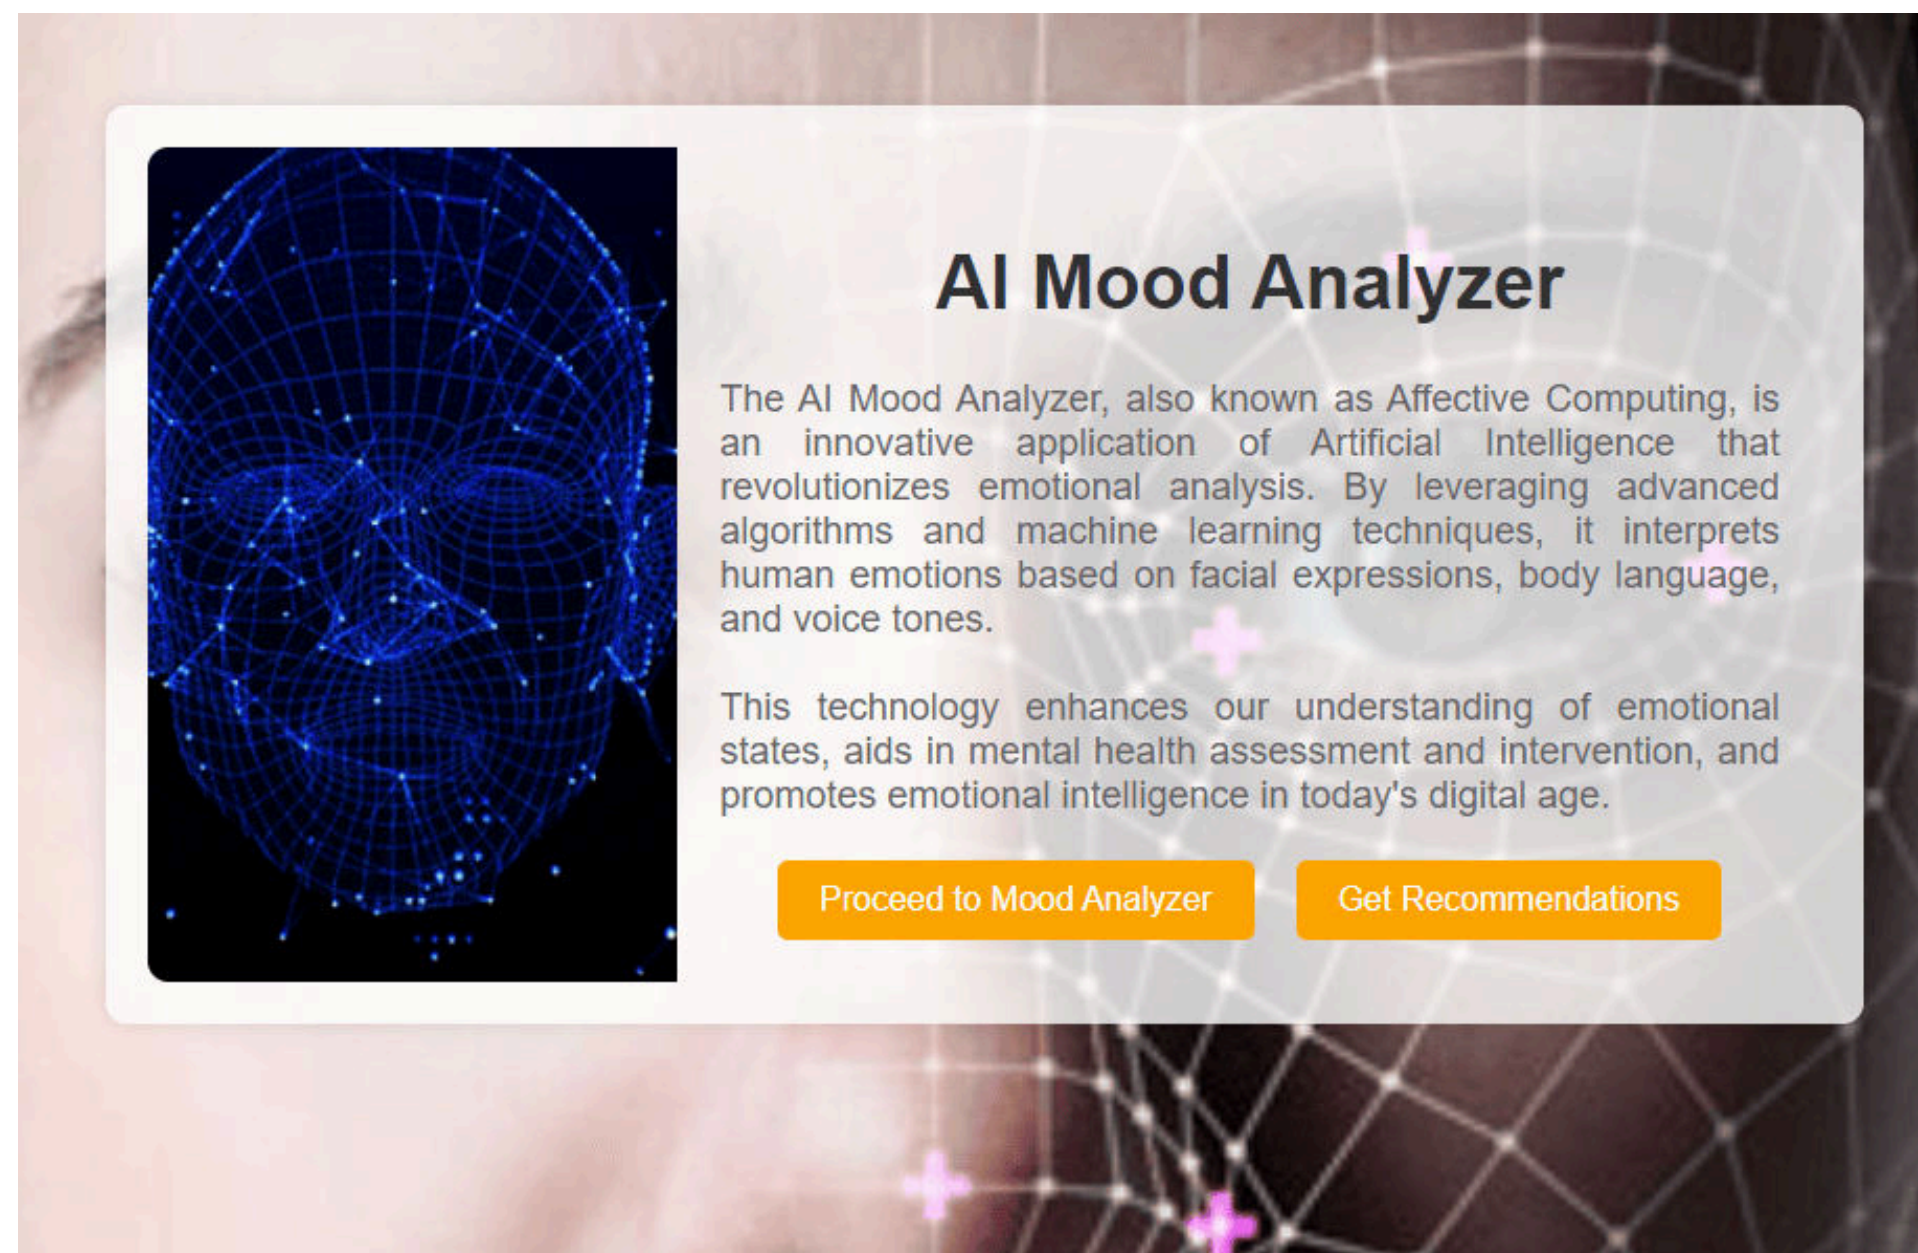 AI Mood Analyzer
The AI Mood Analyzer, also known as Affective Computing, is
an innovative application of Artificial Intelligence that
revolutionizes emotional analysis. By leveraging advanced
algorithms and machine learning techniques, it interprets
human emotions based on facial expressions, body language,
and voice tones.
This technology enhances our understanding of emotional
states, aids in mental health assessment and intervention, and
promotes emotional intelligence in today's digital age.
Proceed to Mood Analyzer
Get Recommendations